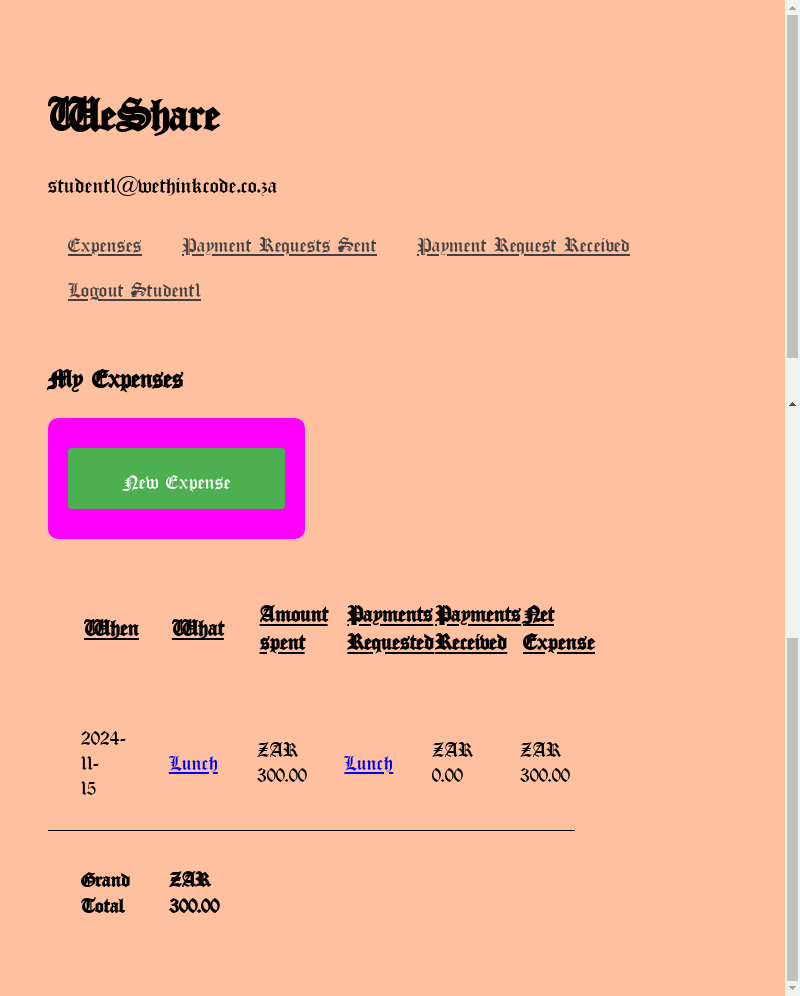 WeShare
student1@wethinkcode.co.za
Expenses Payment Requests Sent Payment Request Received
Logout Student1
My Expenses
New Expense
When What Amount spent Payments Requested Payments Received Net Expense
2024-11-15 Lunch ZAR 300.00 Lunch ZAR 0.00 ZAR 300.00
Grand Total ZAR 300.00